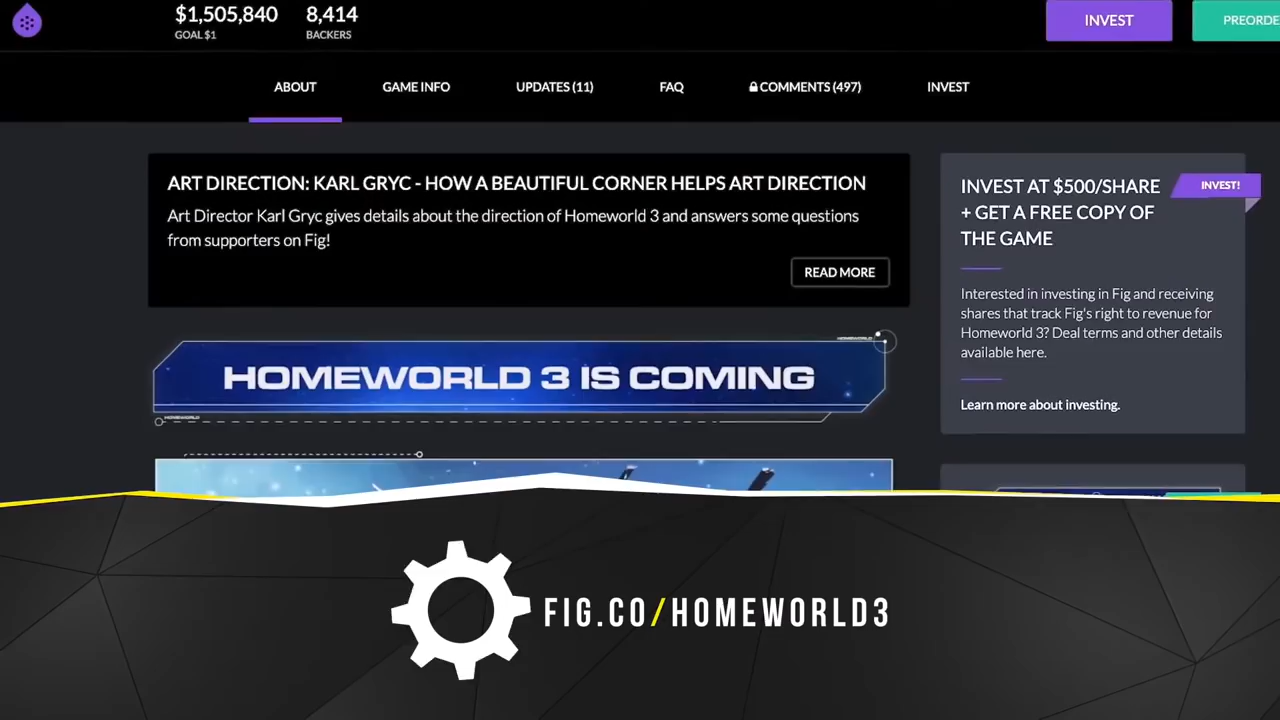 $1,505,840
GOAL $1
8,414
BACKERS
INVEST
PREORDE
ABOUT
GAME INFO
UPDATES (11)
FAQ
COMMENTS (497)
INVEST
ART DIRECTION: KARL GRYC - HOW A BEAUTIFUL CORNER HELPS ART DIRECTION
Art Director Karl Gryc gives details about the direction of Homeworld 3 and answers some questions
from supporters on Fig!
READ MORE
INVEST AT $500/SHARE
+ GET A FREE COPY OF
THE GAME
INVEST!
Interested in investing in Fig and receiving
shares that track Fig's right to revenue for
Homeworld 3? Deal terms and other details
available here.
Learn more about investing.
HOMEWORLD
HOMEWORLD 3 IS COMING
HOMEWORLD
FIG.CO/HOMEWORLD3